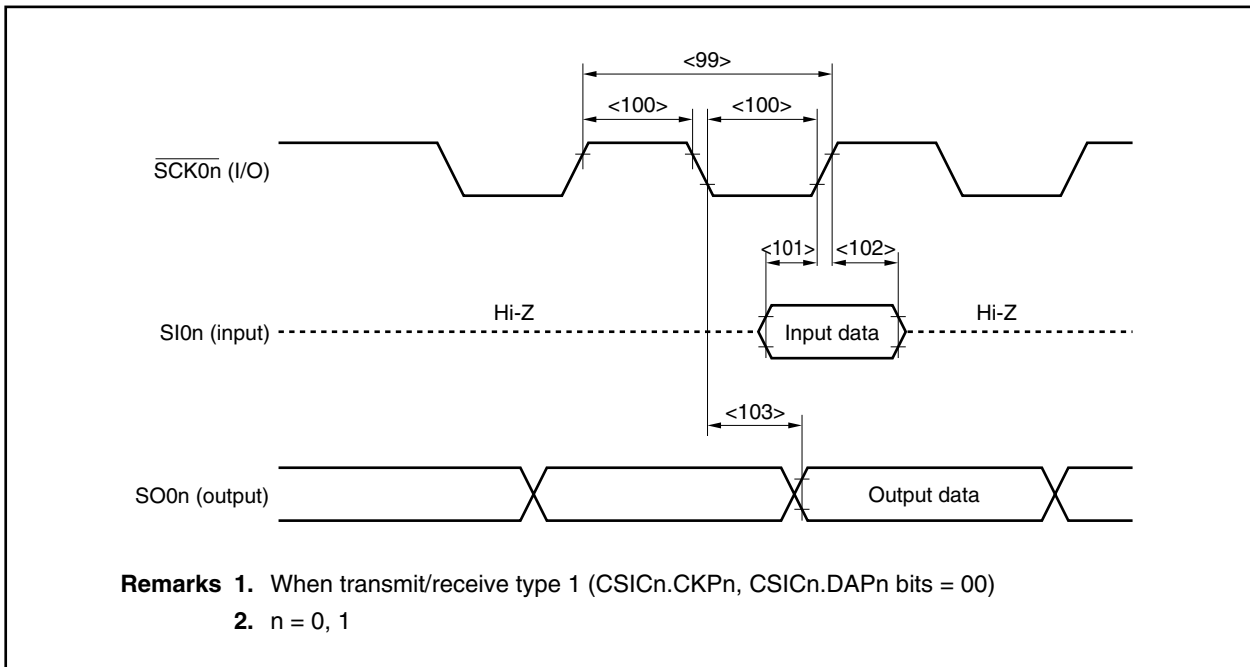 <99>
<100> <100>
SCK0n (I/O)
<101> <102>
Hi-Z Hi-Z
SI0n (input) Input data
<103>
SO0n (output) Output data
Remarks 1. When transmit/receive type 1 (CSICn.CKPn, CSICn.DAPn bits = 00)
2. n = 0, 1